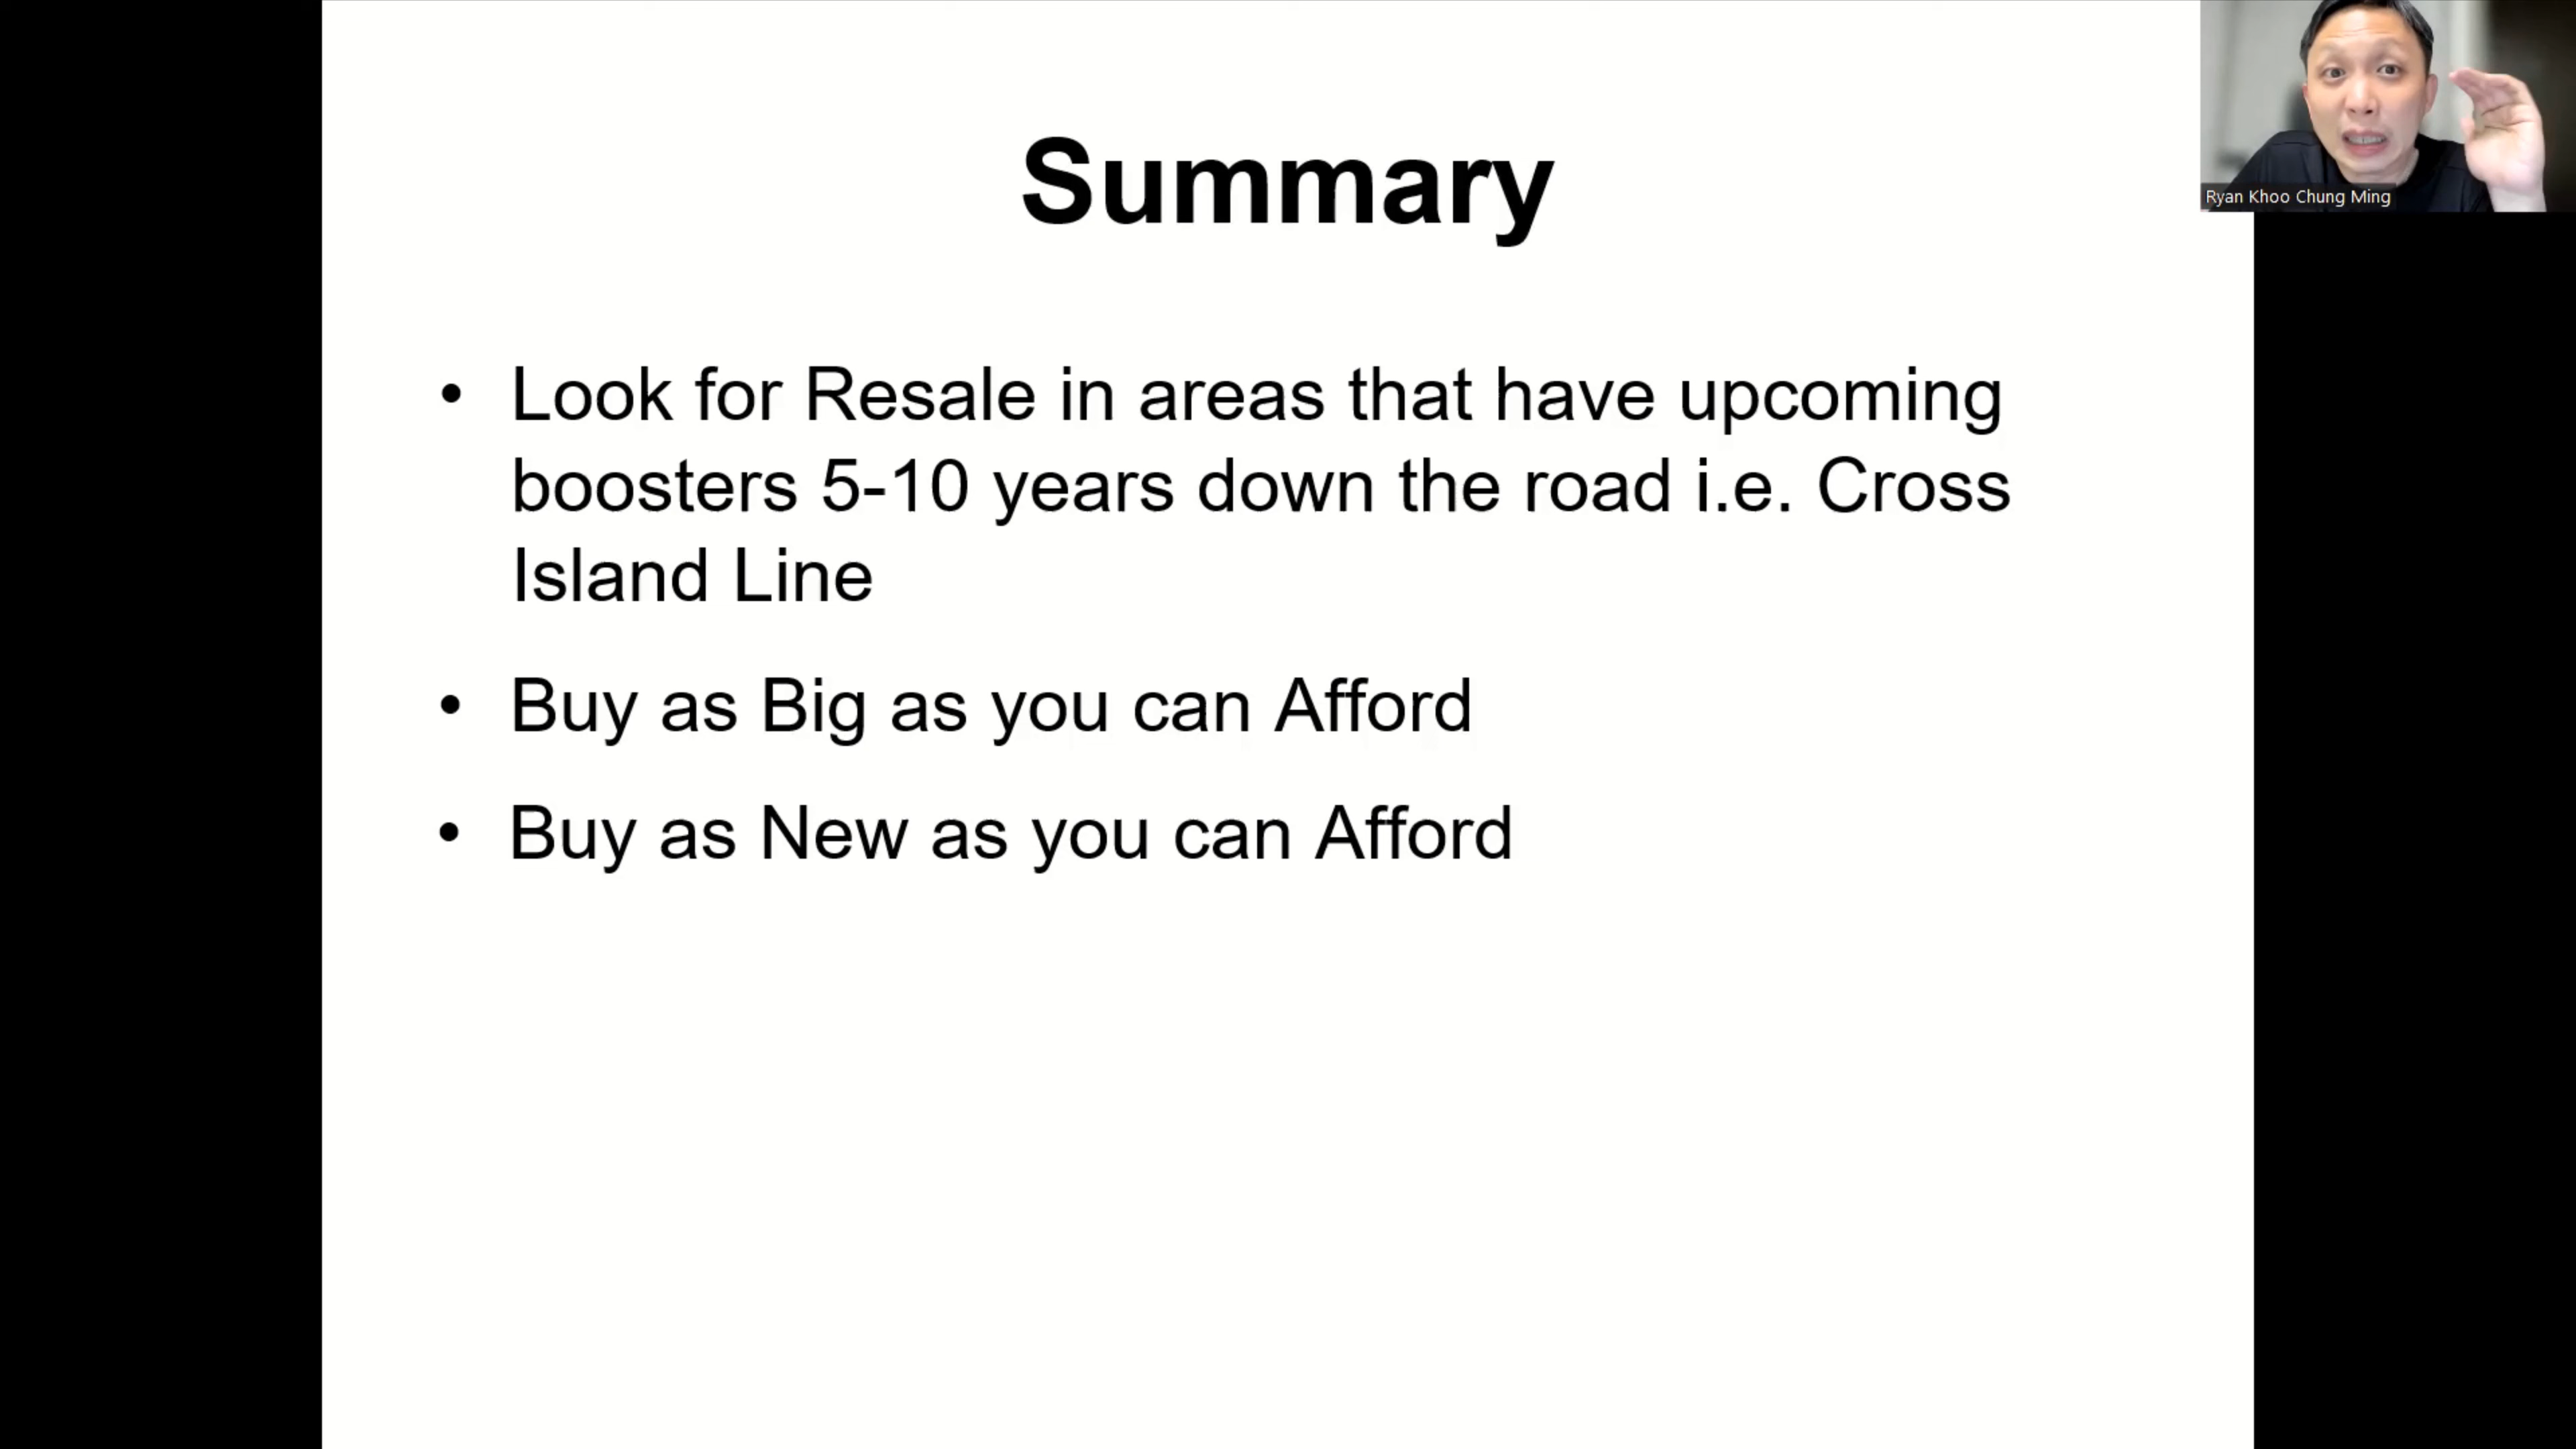 Summary
Ryan Khoo Chung Ming
• Look for Resale in areas that have upcoming
boosters 5-10 years down the road i.e. Cross
Island Line
• Buy as Big as you can Afford
• Buy as New as you can Afford